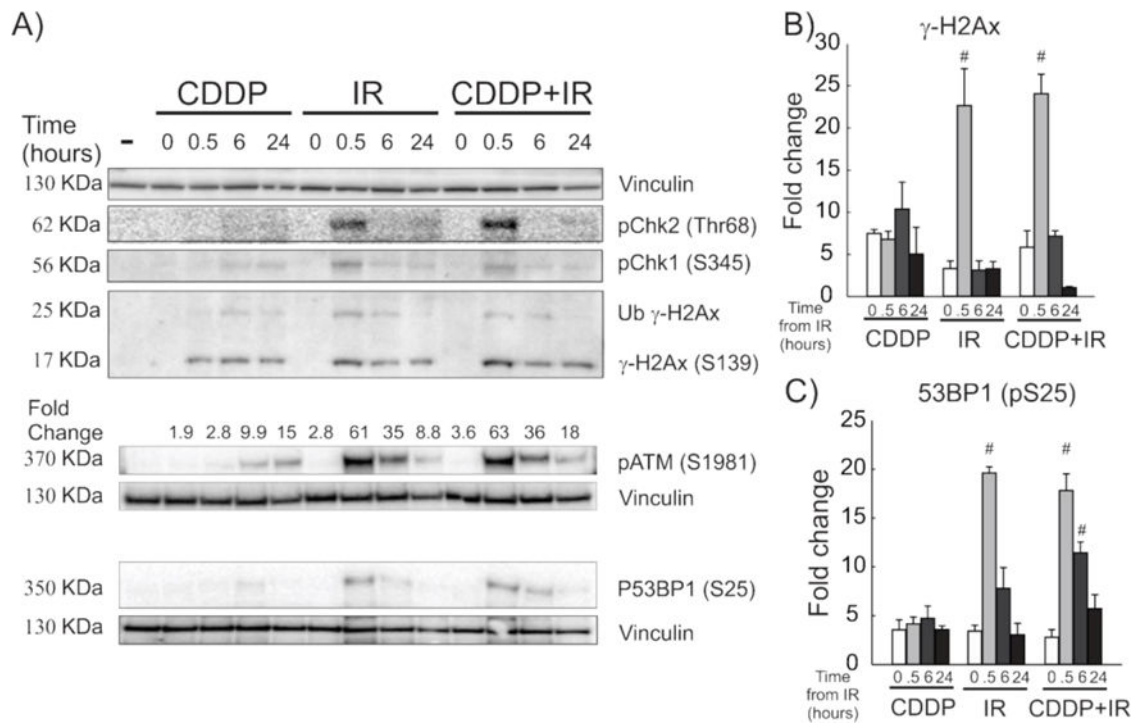 A)
CDDP IR CDDP+IR
Time
(hours)
- 0 0.5 6 24 0 0.5 6 24 0 0.5 6 24
130 KDa Vinculin
62 KDa pChk2 (Thr68)
56 KDa pChk1 (S345)
25 KDa Ub γ-H2Ax
17 KDa γ-H2Ax (S139)
Fold
Change
1.9 2.8 9.9 15 2.8 61 35 8.8 3.6 63 36 18
370 KDa pATM (S1981)
130 KDa Vinculin
350 KDa P53BP1 (S25)
130 KDa Vinculin
B)
γ-H2Ax
Fold change
30
25
20
15
10
5
0
# #
Time
from IR
(hours)
0 .5 6 24 0 .5 6 24 0 .5 6 24
CDDP IR CDDP+IR
C)
53BP1 (pS25)
Fold change
25
20
15
10
5
0
# # #
Time
from IR
(hours)
0 .5 6 24 0 .5 6 24 0 .5 6 24
CDDP IR CDDP+IR